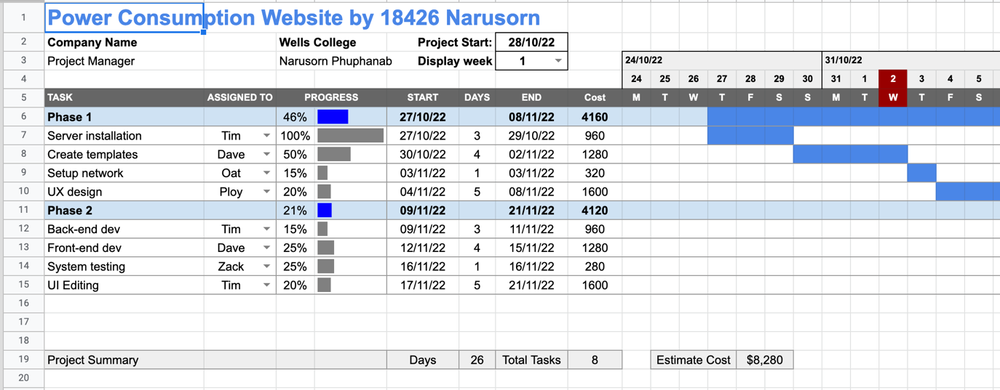 1 Power Consumption Website by 18426 Narusorn
2 Company Name Wells College Project Start: 28/10/22
3 Project Manager Narusorn Phuphanab Display week 1 24/10/22 31/10/22
4 24 25 26 27 28 29 30 31 1 2 3 4 5
5 TASK ASSIGNED TO PROGRESS START DAYS END Cost M T W T F S S M T W T F S
6 Phase 1 46% 27/10/22 08/11/22 4160
7 Server installation Tim 100% 27/10/22 3 29/10/22 960
8 Create templates Dave 50% 30/10/22 4 02/11/22 1280
9 Setup network Oat 15% 03/11/22 1 03/11/22 320
10 UX design Ploy 20% 04/11/22 5 08/11/22 1600
11 Phase 2 21% 09/11/22 21/11/22 4120
12 Back-end dev Tim 15% 09/11/22 3 11/11/22 960
13 Front-end dev Dave 25% 12/11/22 4 15/11/22 1280
14 System testing Zack 25% 16/11/22 1 16/11/22 280
15 UI Editing Tim 20% 17/11/22 5 21/11/22 1600
16
17
18
19 Project Summary Days 26 Total Tasks 8 Estimate Cost $8,280
20